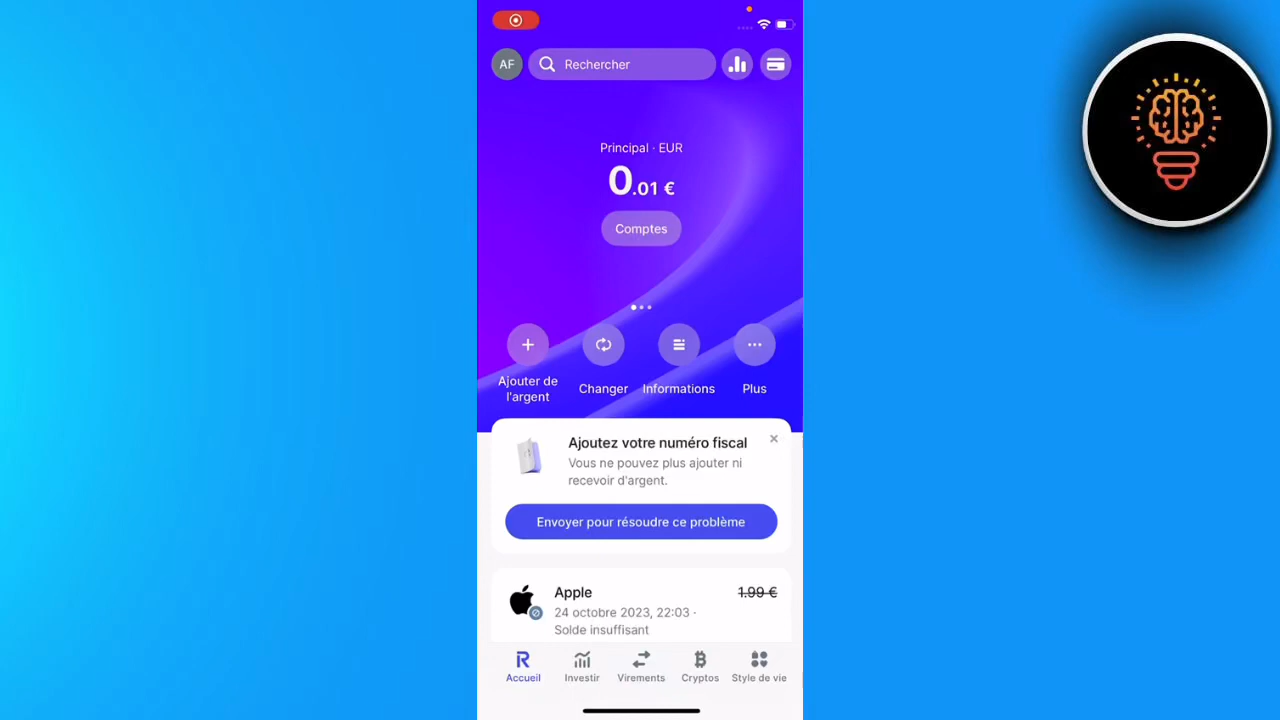 AF
Rechercher
Principal · EUR
0.01 €
Comptes
Ajouter de
l'argent
Changer
Informations
Plus
Ajoutez votre numéro fiscal
Vous ne pouvez plus ajouter ni
recevoir d'argent.
Envoyer pour résoudre ce problème
Apple
1.99 €
24 octobre 2023, 22:03 ·
Solde insuffisant
Accueil
Investir
Virements
Cryptos
Style de vie